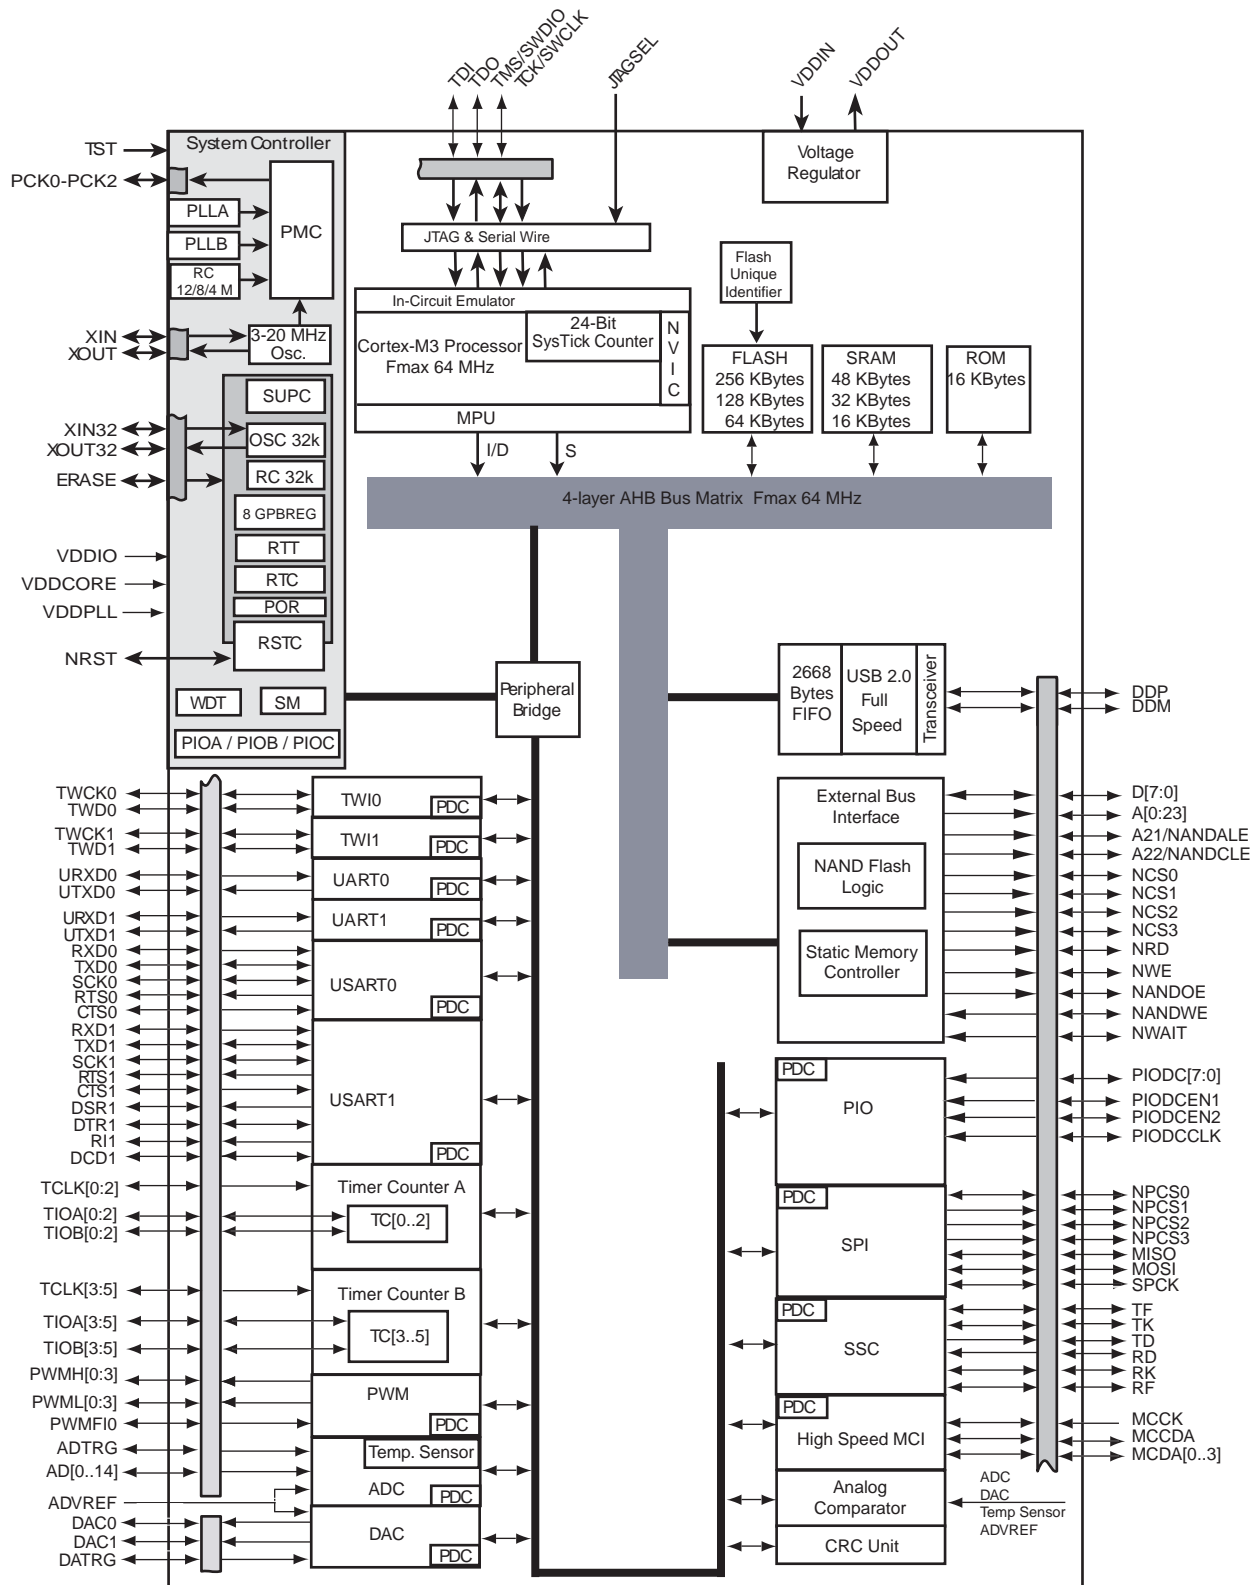 TDI
TDO
TMS/SWDIO
TCK/SWCLK
JTAGSEL
VDDIN
VDDOUT
System Controller
TST
PCK0-PCK2
PLLA
PLLB
RC
12/8/4 M
PMC
XIN
XOUT
3-20 MHz
Osc.
SUPC
XIN32
XOUT32
OSC 32k
ERASE
RC 32k
8 GPBREG
RTT
RTC
POR
RSTC
VDDIO
VDDCORE
VDDPLL
NRST
WDT
SM
PIOA / PIOB / PIOC
JTAG & Serial Wire
In-Circuit Emulator
Cortex-M3 Processor
Fmax 64 MHz
24-Bit
SysTick Counter
N
V
I
C
MPU
I/D
S
Voltage
Regulator
Flash
Unique
Identifier
FLASH
256 KBytes
128 KBytes
64 KBytes
SRAM
48 KBytes
32 KBytes
16 KBytes
ROM
16 KBytes
4-layer AHB Bus Matrix Fmax 64 MHz
Peripheral
Bridge
2668
Bytes
FIFO
USB 2.0
Full
Speed
Transceiver
DDP
DDM
TWCK0
TWD0
TWI0
PDC
TWCK1
TWD1
TWI1
PDC
URXD0
UTXD0
UART0
PDC
URXD1
UTXD1
UART1
PDC
RXD0
TXD0
SCK0
RTS0
CTS0
USART0
PDC
RXD1
TXD1
SCK1
RTS1
CTS1
DSR1
DTR1
RI1
DCD1
USART1
PDC
TCLK[0:2]
TIOA[0:2]
TIOB[0:2]
Timer Counter A
TC[0..2]
TCLK[3:5]
TIOA[3:5]
TIOB[3:5]
Timer Counter B
TC[3..5]
PWMH[0:3]
PWML[0:3]
PWMFI0
PWM
PDC
ADTRG
AD[0..14]
ADVREF
Temp. Sensor
ADC
PDC
DAC0
DAC1
DATRG
DAC
PDC
External Bus
Interface
NAND Flash
Logic
Static Memory
Controller
D[7:0]
A[0:23]
A21/NANDALE
A22/NANDCLE
NCS0
NCS1
NCS2
NCS3
NRD
NWE
NANDOE
NANDWE
NWAIT
PDC
PIO
PIODC[7:0]
PIODCEN1
PIODCEN2
PIODCCLK
PDC
SPI
NPCS0
NPCS1
NPCS2
NPCS3
MISO
MOSI
SPCK
PDC
SSC
TF
TK
TD
RD
RK
RF
PDC
High Speed MCI
MCCK
MCCDA
MCDA[0..3]
Analog
Comparator
ADC
DAC
Temp Sensor
ADVREF
CRC Unit